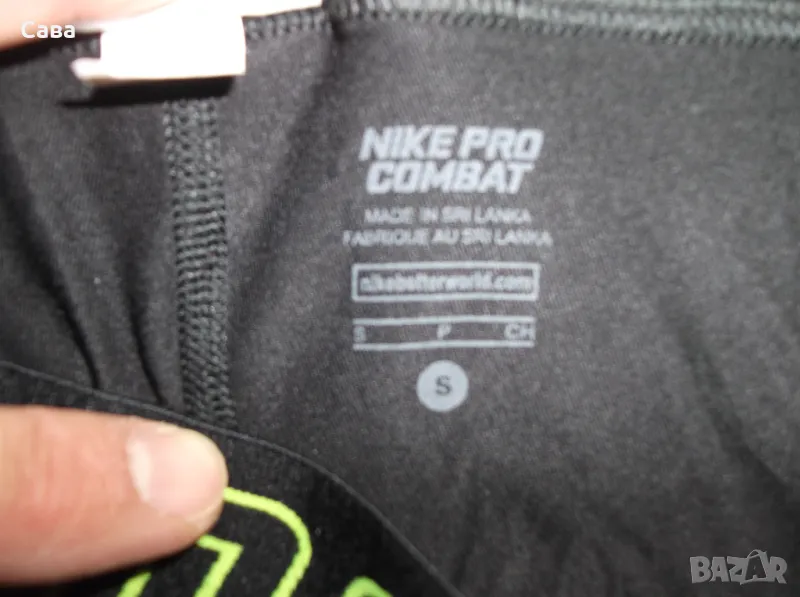 Сава
NIKE PRO
COMBAT
MADE IN SRI LANKA
FABRIQUE AU SRI LANKA
nikebetterworld.com
S P CH
S
BAZAR